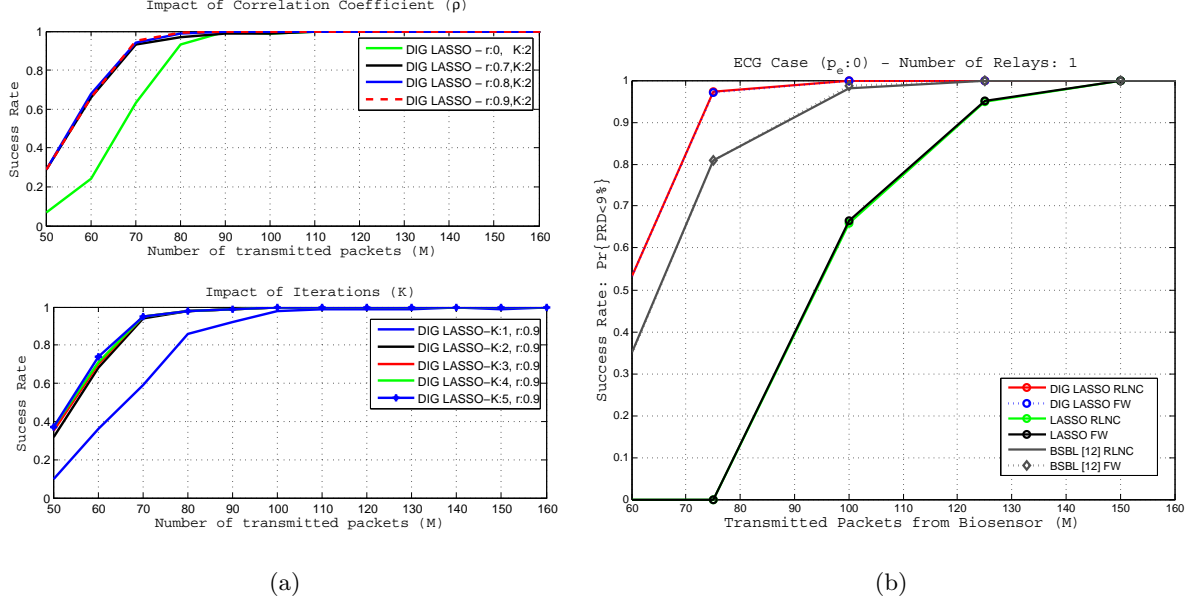 Impact of Correlation Coefficient (ρ)
1
0.8
0.6
0.4
0.2
0
Sucess Rate
DIG LASSO – r:0, K:2
DIG LASSO – r:0.7,K:2
DIG LASSO – r:0.8,K:2
DIG LASSO – r:0.9,K:2
50 60 70 80 90 100 110 120 130 140 150 160
Number of transmitted packets (M)
Impact of Iterations (K)
1
0.8
0.6
0.4
0.2
0
Sucess Rate
DIG LASSO–K:1, r:0.9
DIG LASSO–K:2, r:0.9
DIG LASSO–K:3, r:0.9
DIG LASSO–K:4, r:0.9
DIG LASSO–K:5, r:0.9
50 60 70 80 90 100 110 120 130 140 150 160
Number of transmitted packets (M)
(a)
ECG Case (pe:0) – Number of Relays: 1
1
0.9
0.8
0.7
0.6
0.5
0.4
0.3
0.2
0.1
0
Success Rate: Pr{PRD<9%}
DIG LASSO RLNC
DIG LASSO FW
LASSO RLNC
LASSO FW
BSBL [12] RLNC
BSBL [12] FW
60 70 80 90 100 110 120 130 140 150 160
Transmitted Packets from Biosensor (M)
(b)